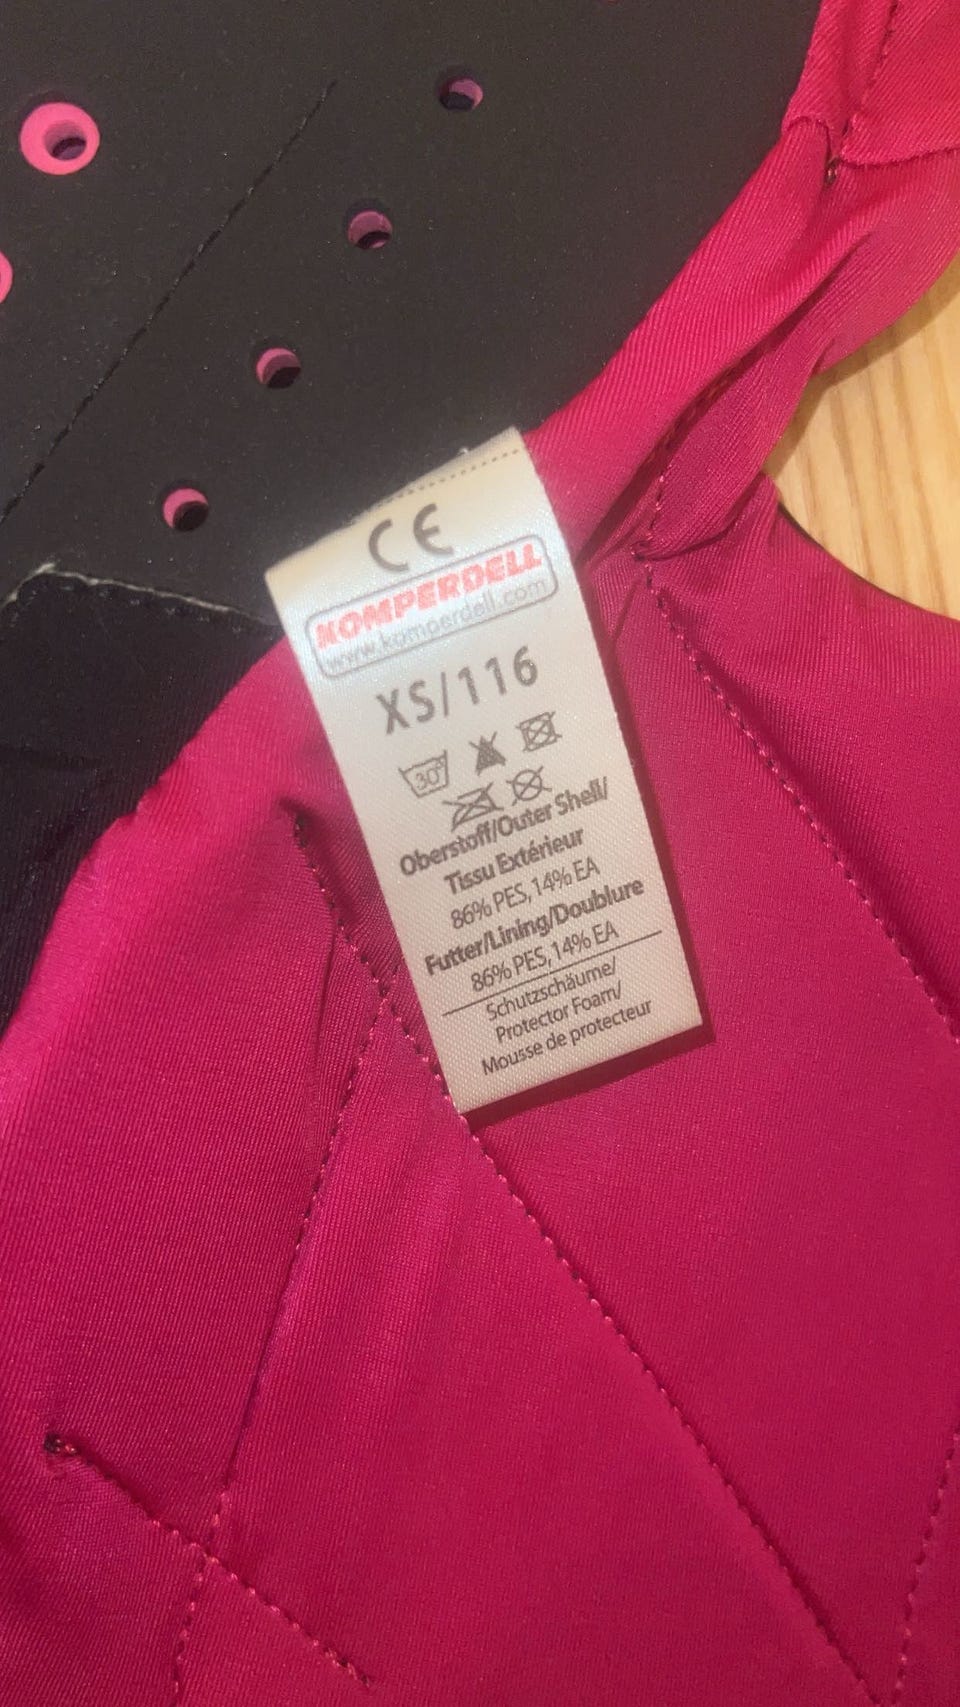 CE
KOMPERDELL
www.komperdell.com
XS/116
30°
Oberstoff/Outer Shell/
Tissu Extérieur
86% PES, 14% EA
Futter/Lining/Doublure
86% PES, 14% EA
Schutzschäume/
Protector Foam/
Mousse de protecteur